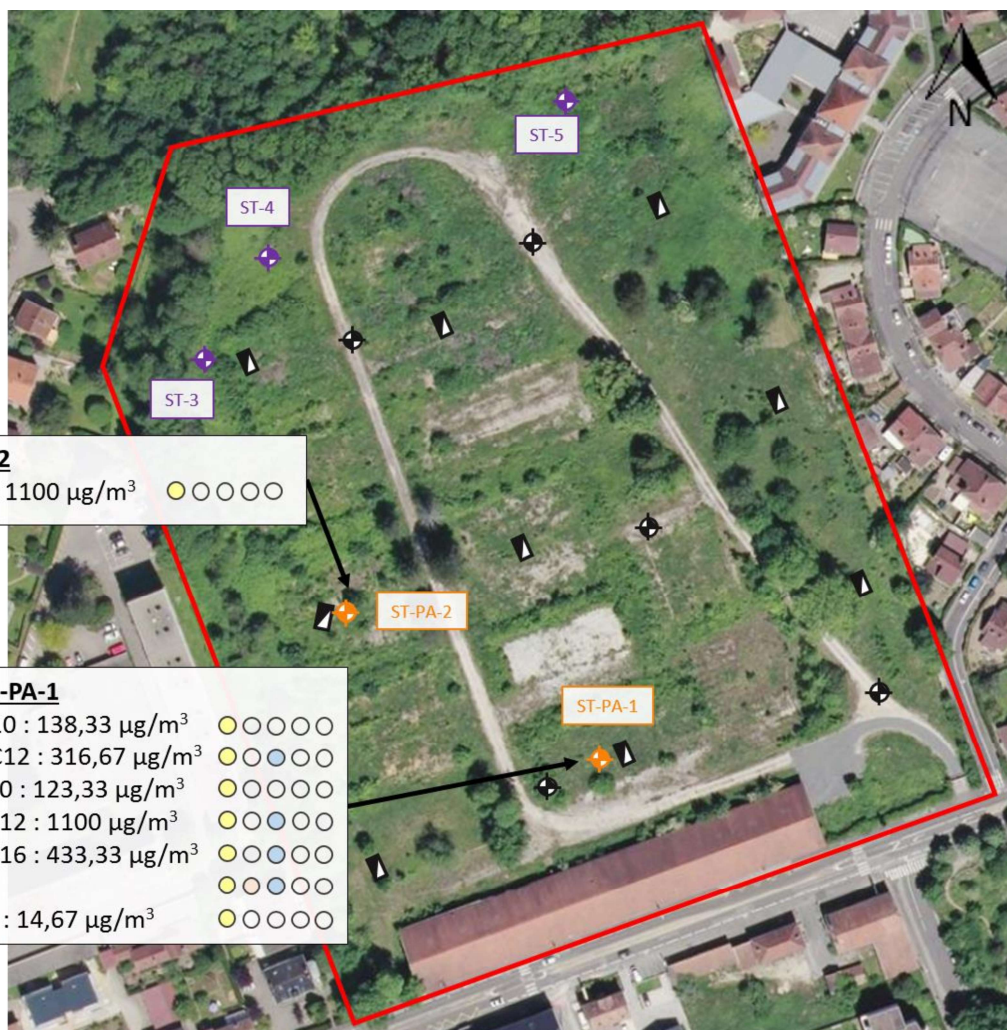 N
ST-5
ST-4
ST-3
2
1100 µg/m³
ST-PA-2
-PA-1
0 : 138,33 µg/m³
C12 : 316,67 µg/m³
0 : 123,33 µg/m³
12 : 1100 µg/m³
16 : 433,33 µg/m³
: 14,67 µg/m³
ST-PA-1